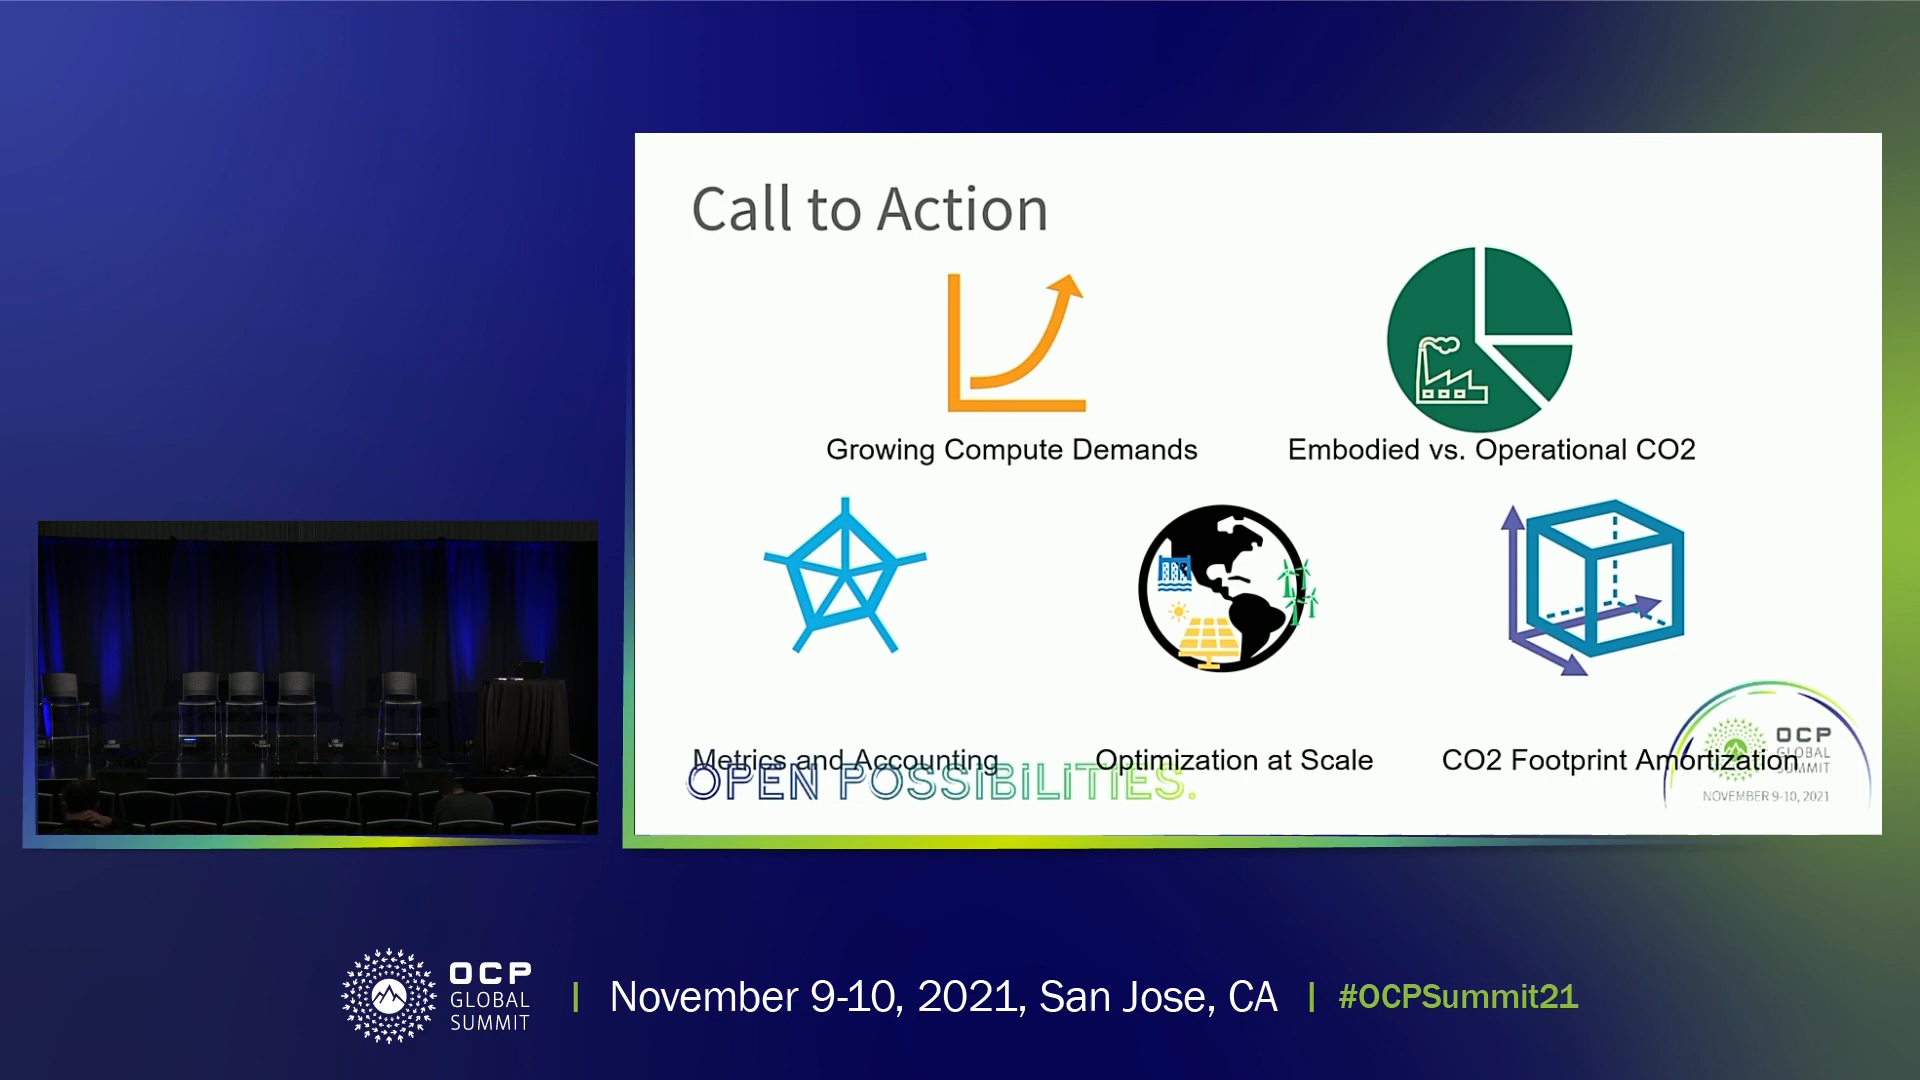 Call to Action
Growing Compute Demands
Embodied vs. Operational CO2
Metrics and Accounting
Optimization at Scale
CO2 Footprint Amortization
OPEN POSSIBILITIES.
OCP
GLOBAL
SUMMIT
NOVEMBER 9-10, 2021
OCP
GLOBAL
SUMMIT
November 9-10, 2021, San Jose, CA
#OCPSummit21